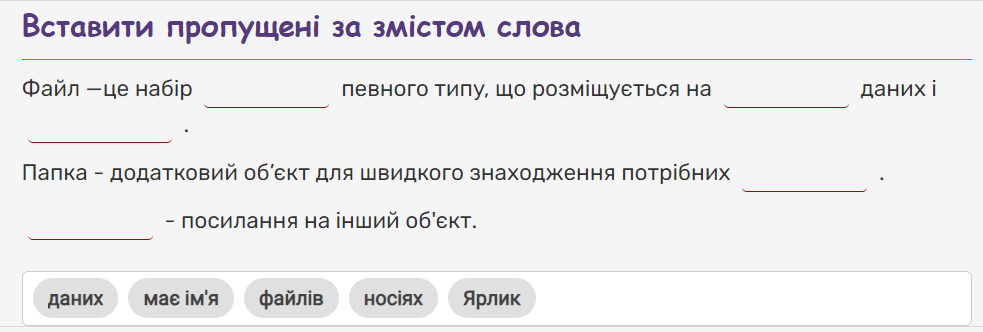 Вставити пропущені за змістом слова
Файл —це набір певного типу, що розміщується на даних і
.
Папка - додатковий об’єкт для швидкого знаходження потрібних .
- посилання на інший об'єкт.
даних має ім'я файлів носіях Ярлик